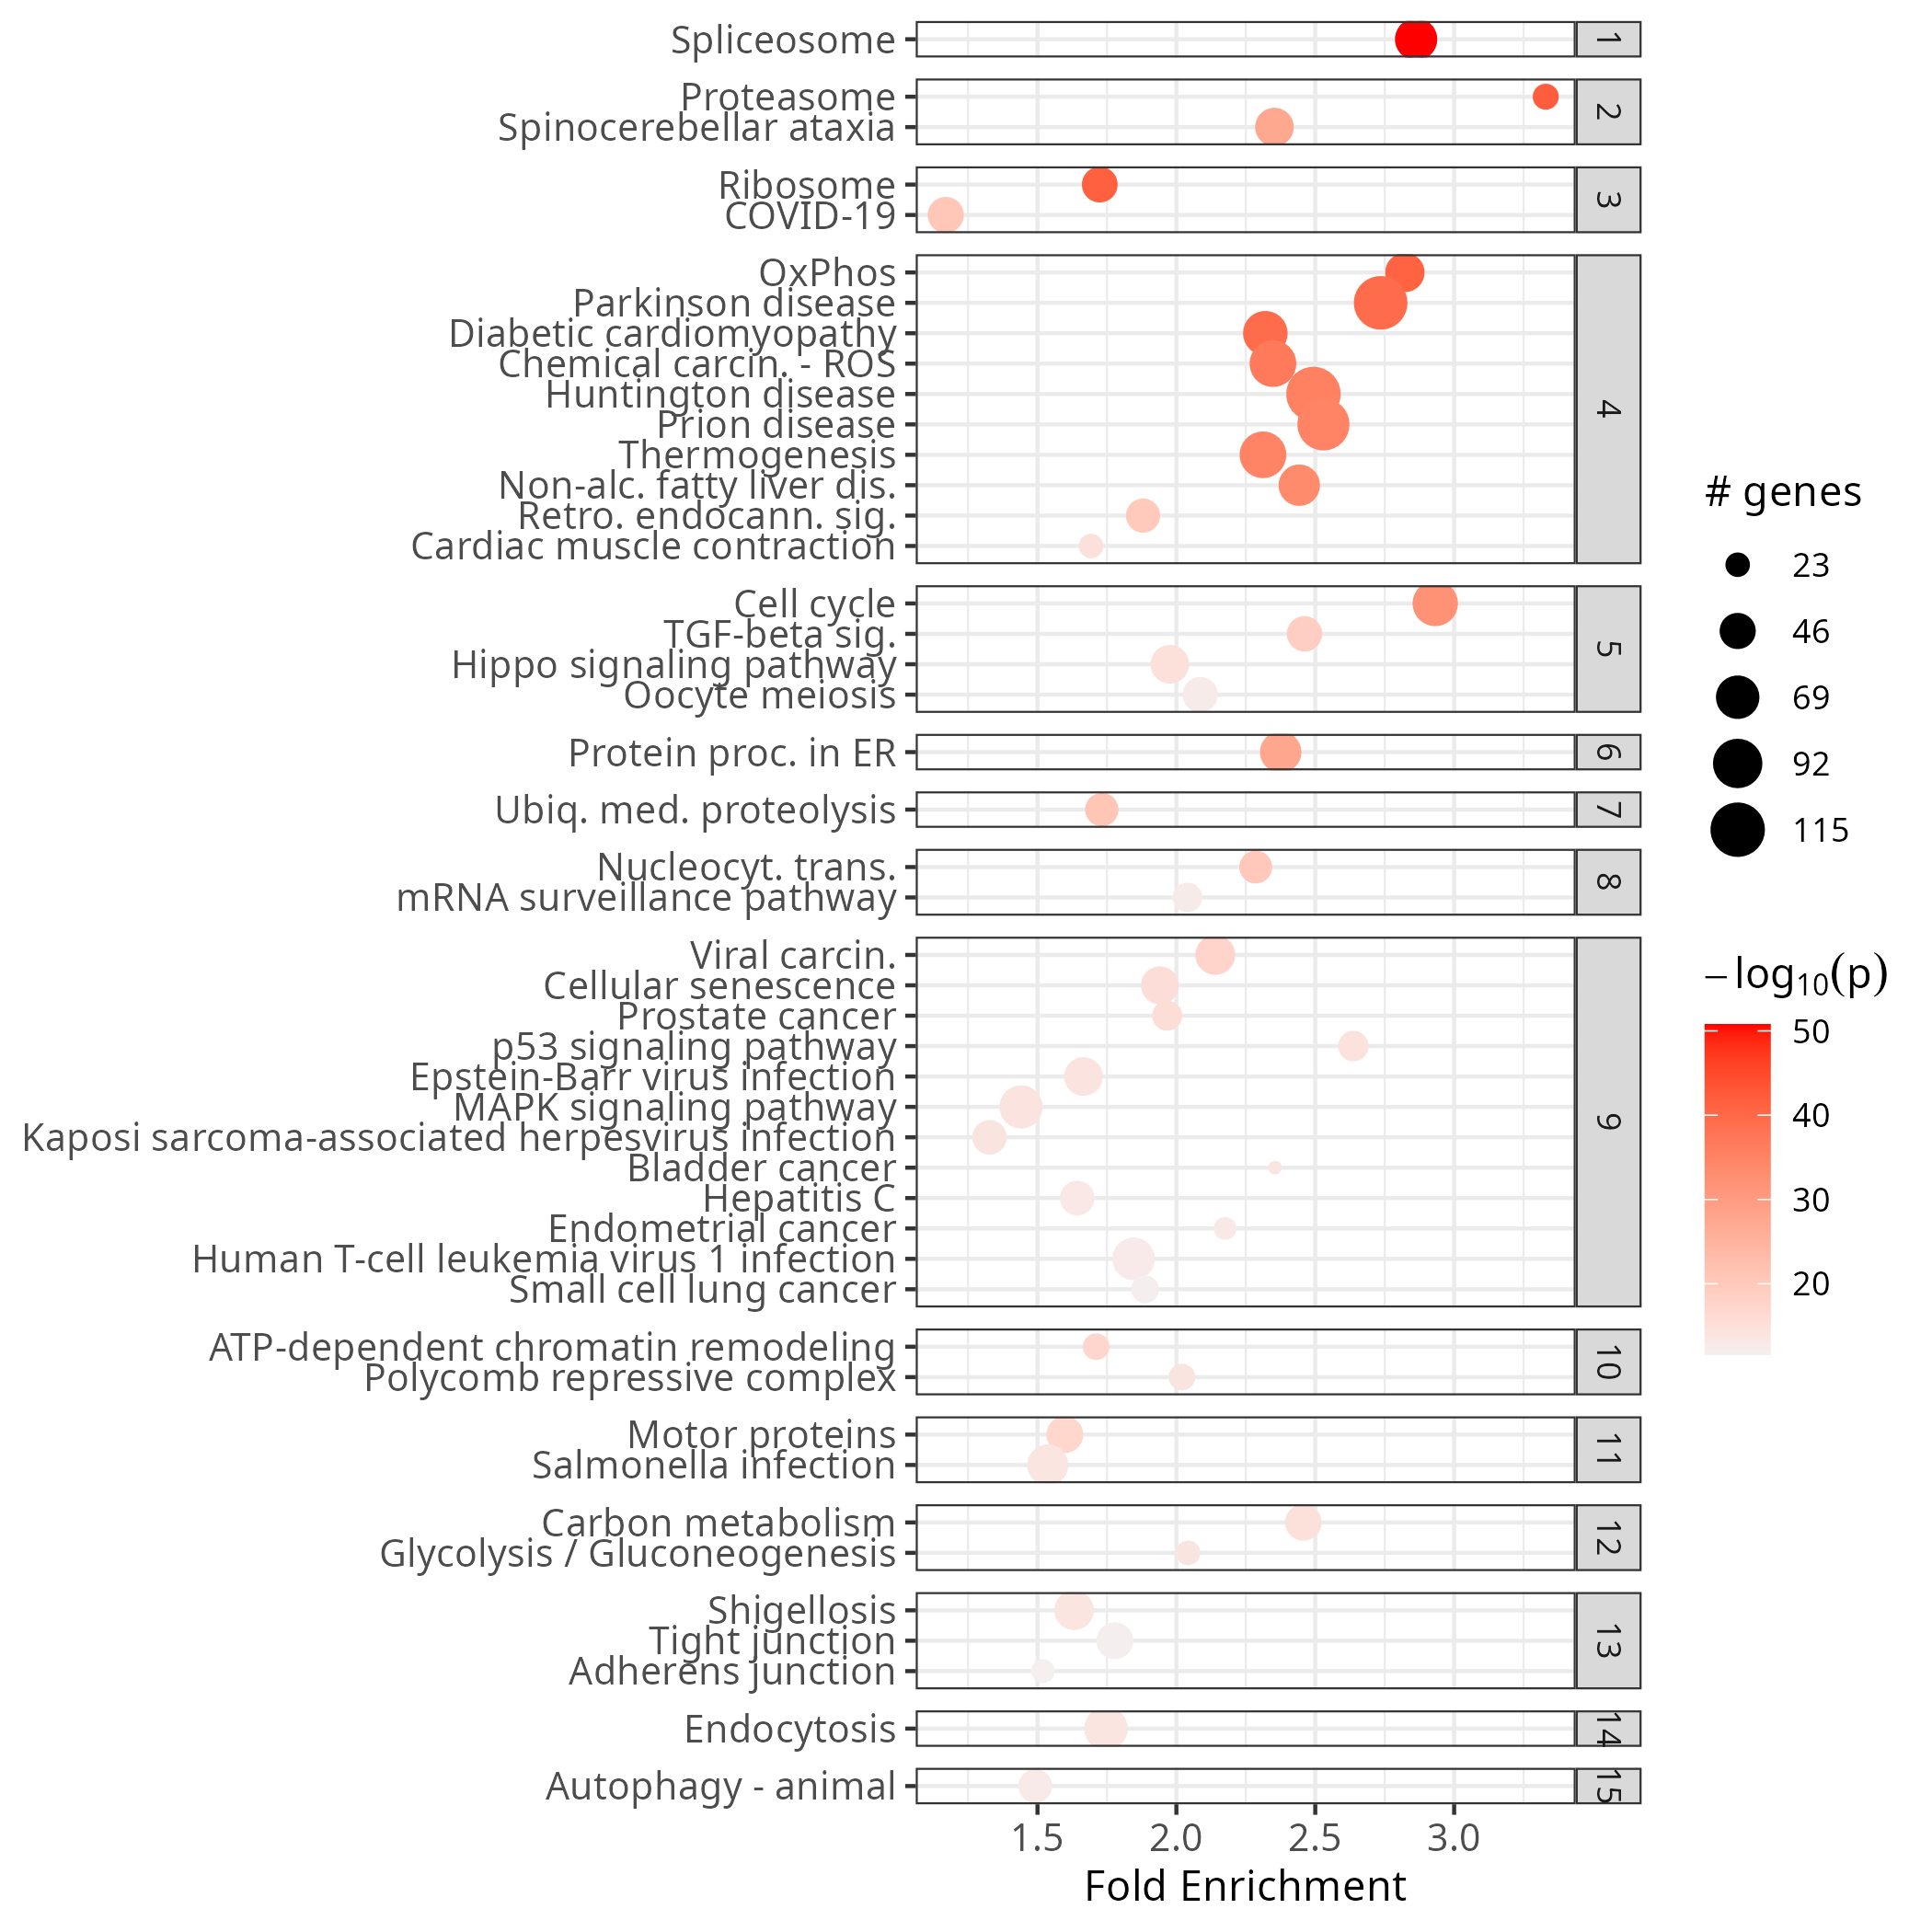 Spliceosome
1
Proteasome
Spinocerebellar ataxia
2
Ribosome
COVID-19
3
OxPhos
Parkinson disease
Diabetic cardiomyopathy
Chemical carcin. - ROS
Huntington disease
Prion disease
Thermogenesis
Non-alc. fatty liver dis.
Retro. endocann. sig.
Cardiac muscle contraction
4
Cell cycle
TGF-beta sig.
Hippo signaling pathway
Oocyte meiosis
5
Protein proc. in ER
6
Ubiq. med. proteolysis
7
Nucleocyt. trans.
mRNA surveillance pathway
8
Viral carcin.
Cellular senescence
Prostate cancer
p53 signaling pathway
Epstein-Barr virus infection
MAPK signaling pathway
Kaposi sarcoma-associated herpesvirus infection
Bladder cancer
Hepatitis C
Endometrial cancer
Human T-cell leukemia virus 1 infection
Small cell lung cancer
9
ATP-dependent chromatin remodeling
Polycomb repressive complex
10
Motor proteins
Salmonella infection
11
Carbon metabolism
Glycolysis / Gluconeogenesis
12
Shigellosis
Tight junction
Adherens junction
13
Endocytosis
14
Autophagy - animal
15
1.5 2.0 2.5 3.0
Fold Enrichment
# genes
23
46
69
92
115
−log₁₀(p)
50
40
30
20